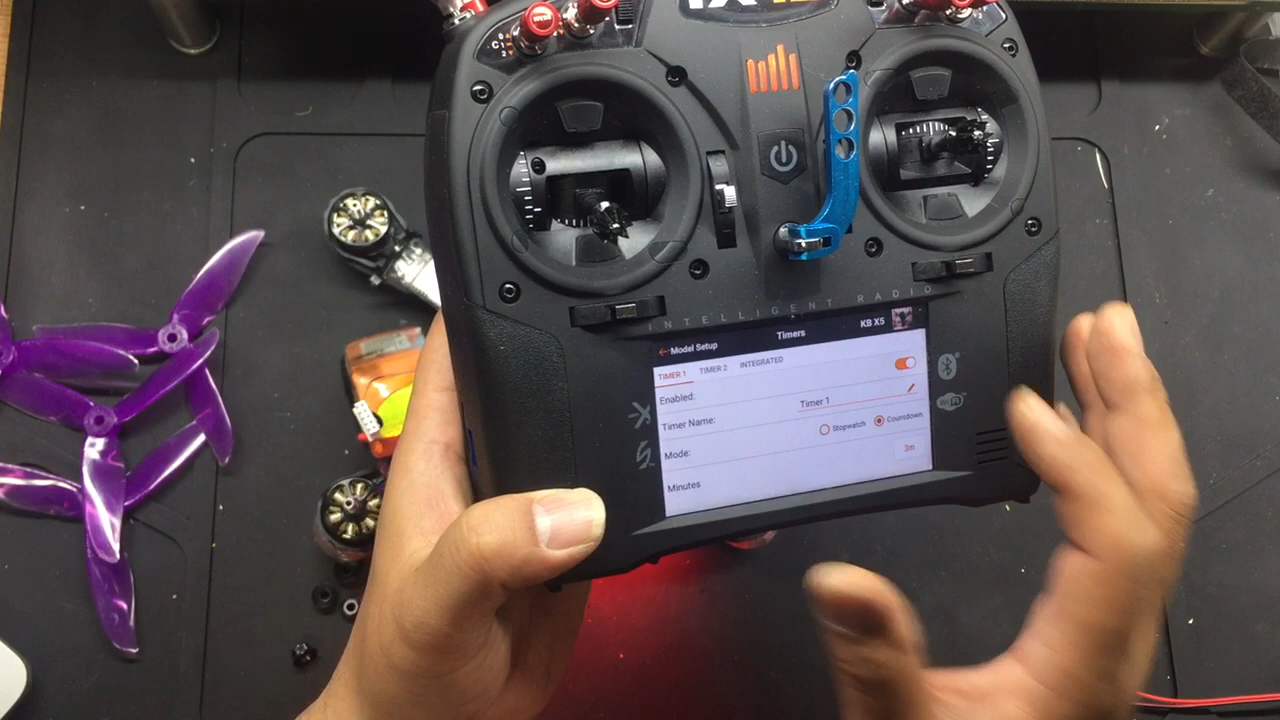 INTELLIGENT RADIO
Model Setup
Timers
KB X5
TIMER 1
TIMER 2
INTEGRATED
Enabled:
Timer Name:
Timer 1
Mode:
Stopwatch
Countdown
Minutes
3m